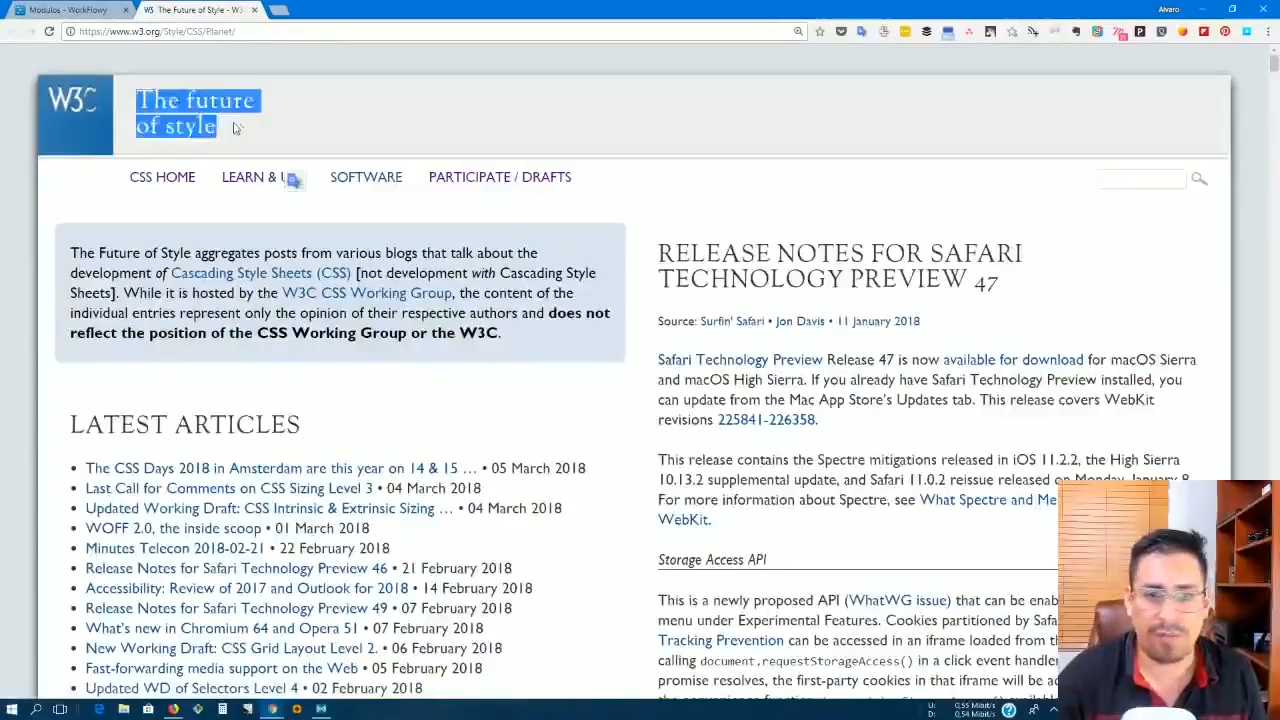 Modulos - WorkFlowy
The Future of Style - W3
Alvaro
https://www.w3.org/Style/CSS/Planet/
W3C
The future
of style
CSS HOME
LEARN & U
SOFTWARE
PARTICIPATE / DRAFTS
The Future of Style aggregates posts from various blogs that talk about the
development of Cascading Style Sheets (CSS) [not development with Cascading Style
Sheets]. While it is hosted by the W3C CSS Working Group, the content of the
individual entries represent only the opinion of their respective authors and does not
reflect the position of the CSS Working Group or the W3C.
LATEST ARTICLES
• The CSS Days 2018 in Amsterdam are this year on 14 & 15 … • 05 March 2018
• Last Call for Comments on CSS Sizing Level 3 • 04 March 2018
• Updated Working Draft: CSS Intrinsic & Extrinsic Sizing … • 04 March 2018
• WOFF 2.0, the inside scoop • 01 March 2018
• Minutes Telecon 2018-02-21 • 22 February 2018
• Release Notes for Safari Technology Preview 46 • 21 February 2018
• Accessibility: Review of 2017 and Outlook for 2018 • 14 February 2018
• Release Notes for Safari Technology Preview 49 • 07 February 2018
• What's new in Chromium 64 and Opera 51 • 07 February 2018
• New Working Draft: CSS Grid Layout Level 2. • 06 February 2018
• Fast-forwarding media support on the Web • 05 February 2018
• Updated WD of Selectors Level 4 • 02 February 2018
RELEASE NOTES FOR SAFARI
TECHNOLOGY PREVIEW 47
Source: Surfin' Safari • Jon Davis • 11 January 2018
Safari Technology Preview Release 47 is now available for download for macOS Sierra
and macOS High Sierra. If you already have Safari Technology Preview installed, you
can update from the Mac App Store's Updates tab. This release covers WebKit
revisions 225841-226358.
This release contains the Spectre mitigations released in iOS 11.2.2, the High Sierra
10.13.2 supplemental update, and Safari 11.0.2 reissue released on Monday, January 8.
For more information about Spectre, see What Spectre and Me
WebKit.
Storage Access API
This is a newly proposed API (WhatWG issue) that can be enab
menu under Experimental Features. Cookies partitioned by Safa
Tracking Prevention can be accessed in an iframe loaded from th
calling document.requestStorageAccess() in a click event handler
promise resolves, the first-party cookies in that iframe will be ac
U: 0,55 Mibit/s
D: 0,54 Mibit/s